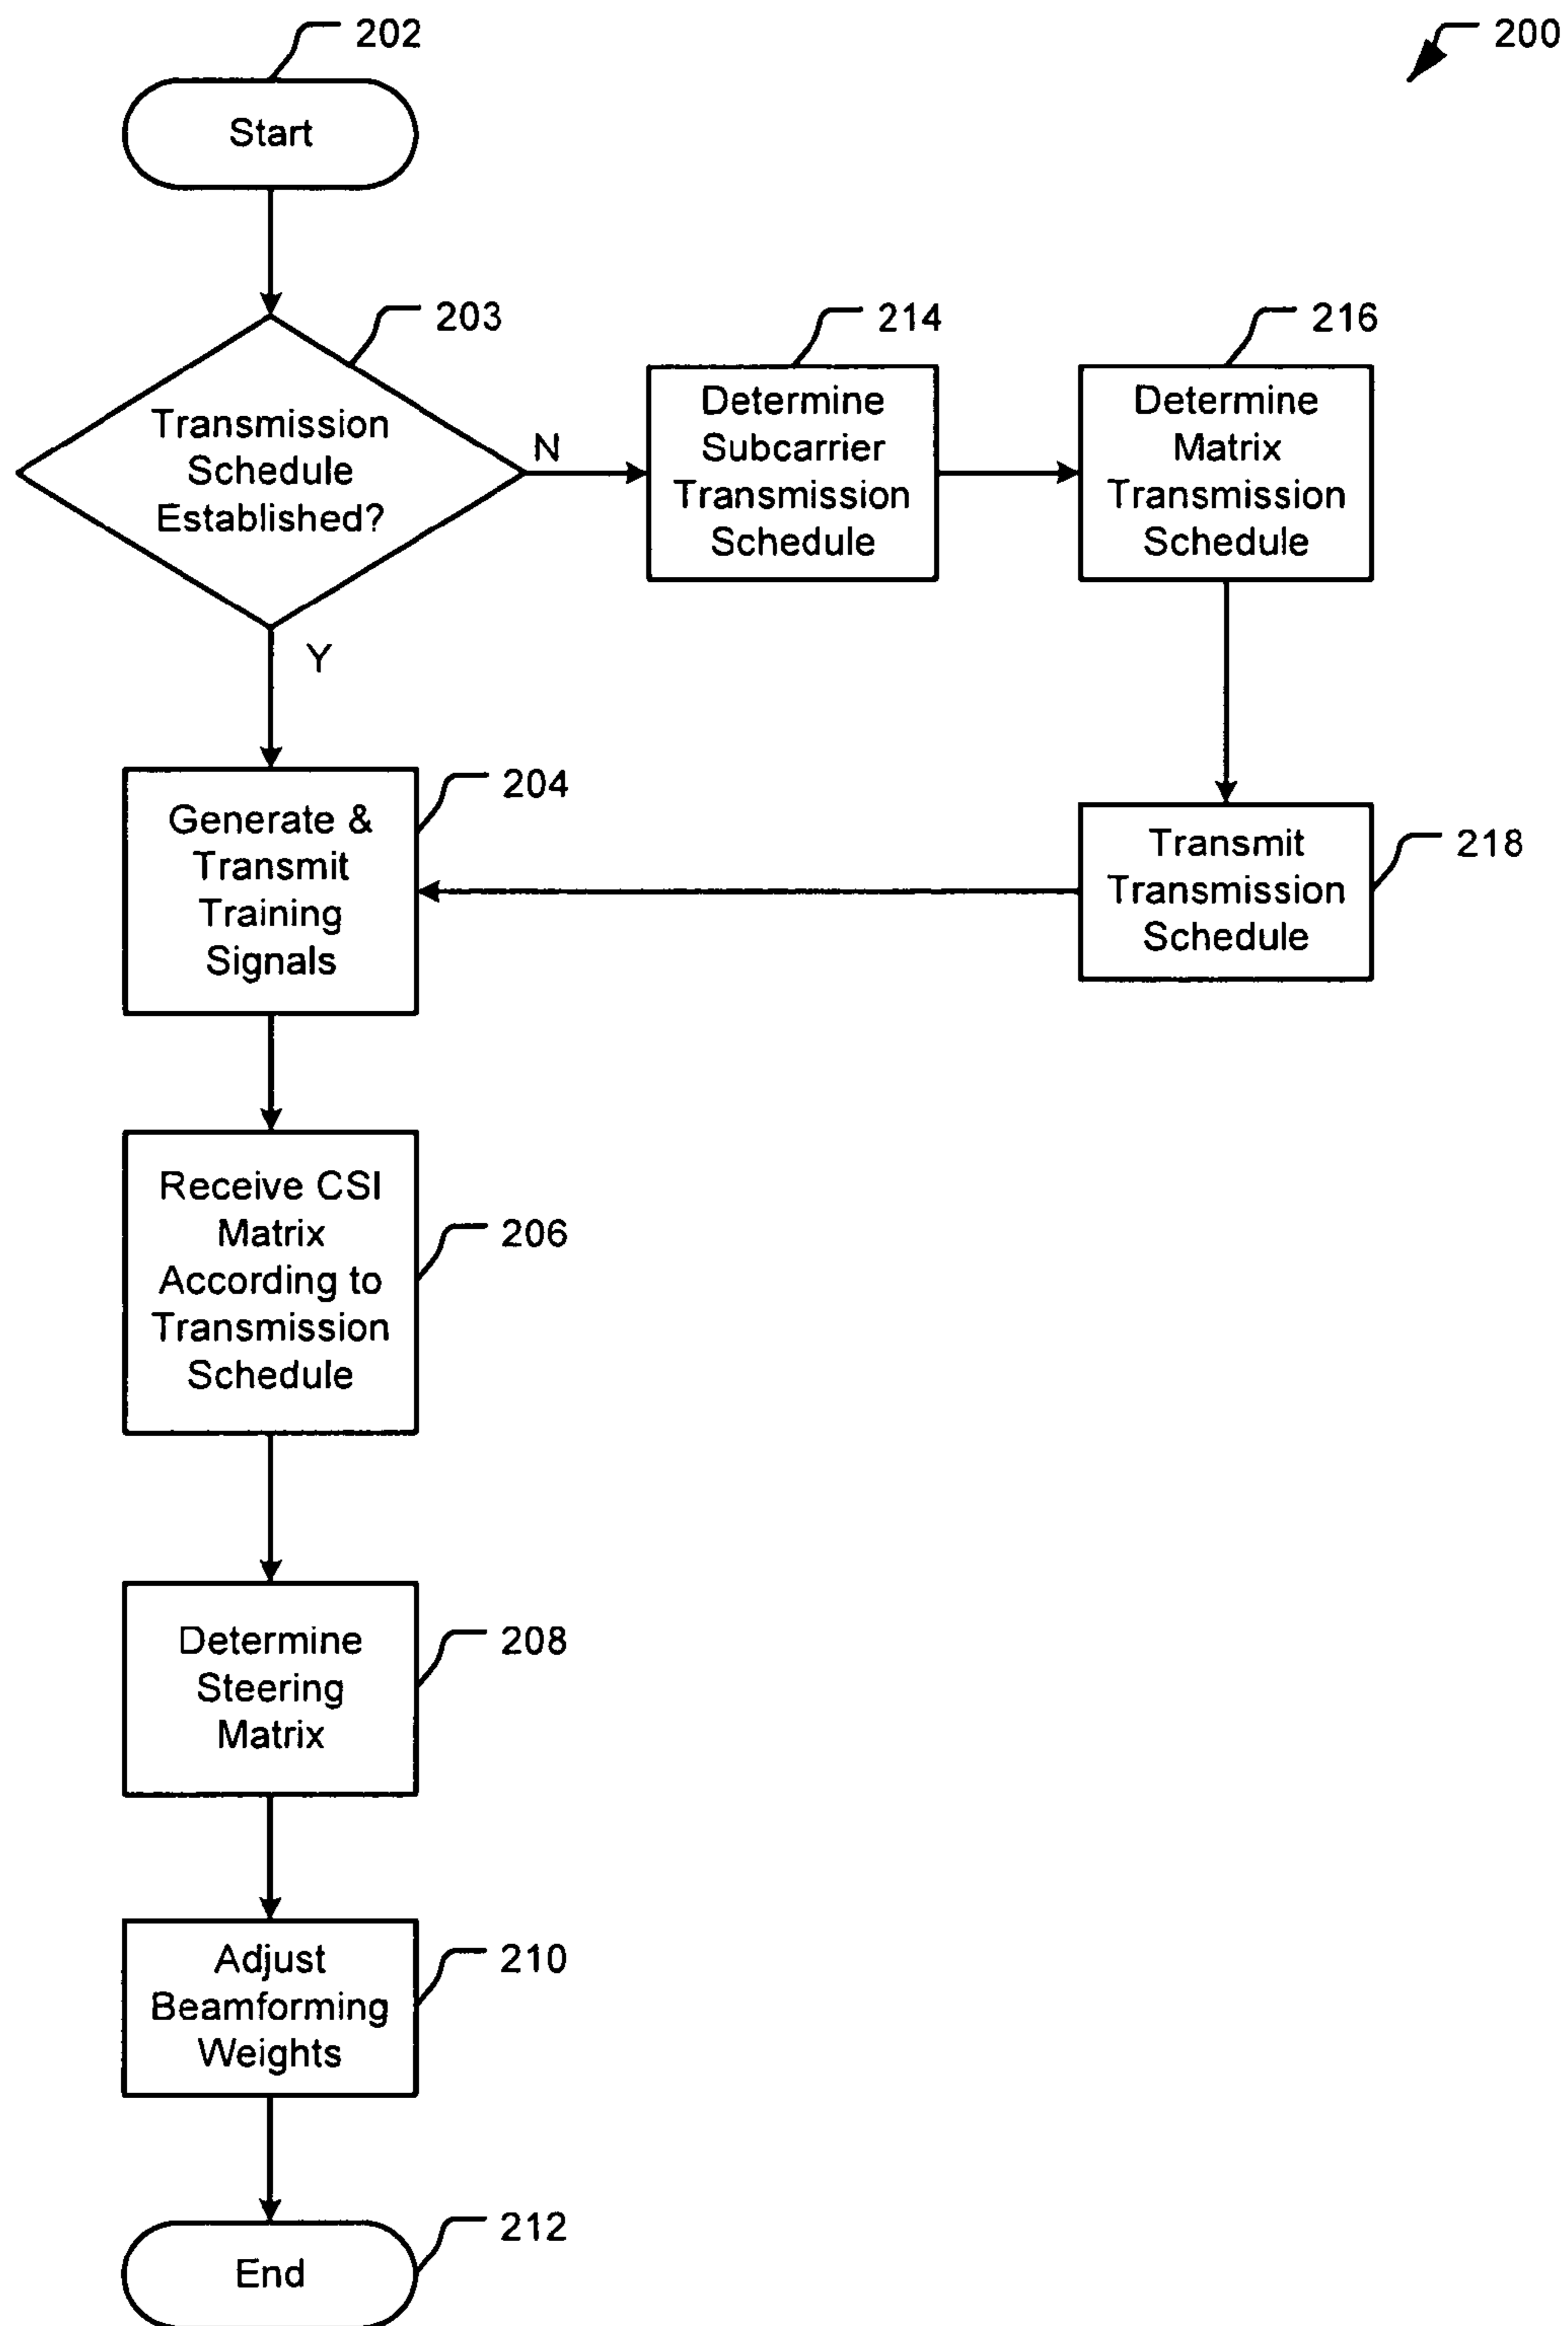 202
200
Start
203
Transmission
Schedule
Established?
N
Y
214
Determine
Subcarrier
Transmission
Schedule
216
Determine
Matrix
Transmission
Schedule
204
Generate &
Transmit
Training
Signals
218
Transmit
Transmission
Schedule
206
Receive CSI
Matrix
According to
Transmission
Schedule
208
Determine
Steering
Matrix
210
Adjust
Beamforming
Weights
212
End